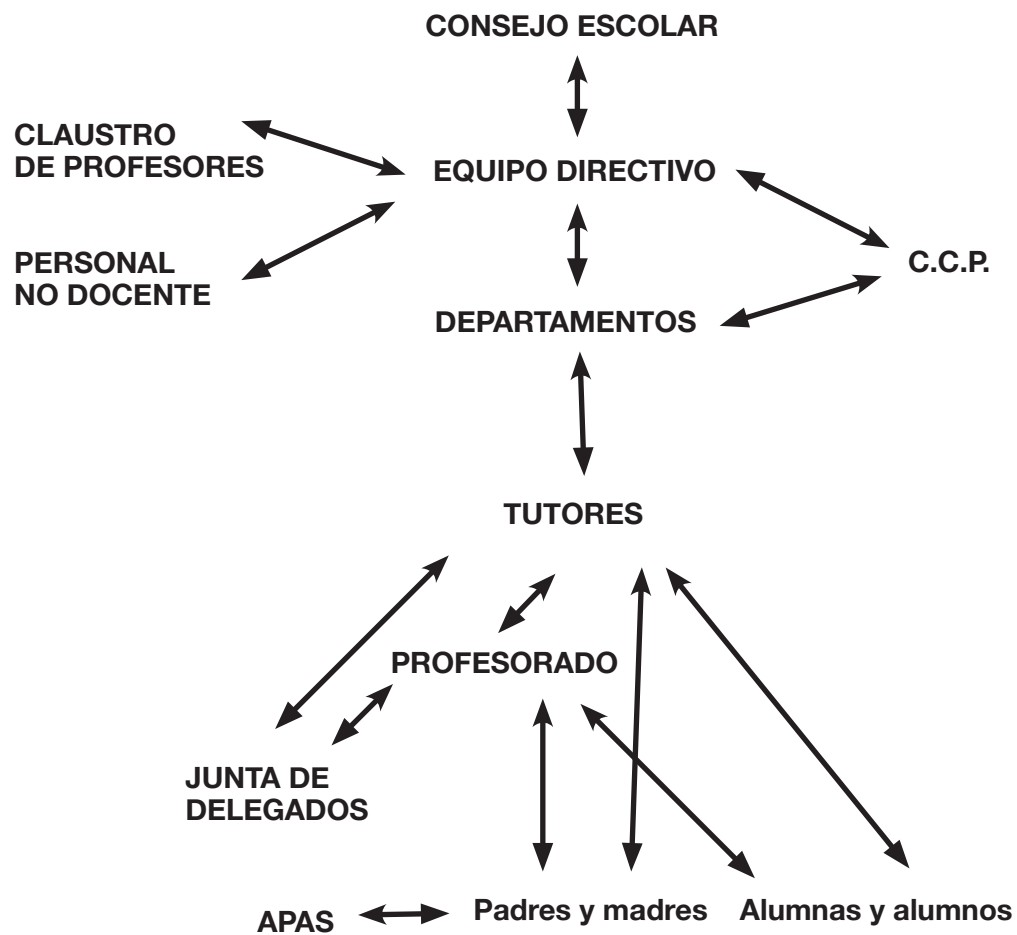 CONSEJO ESCOLAR
CLAUSTRO
DE PROFESORES
EQUIPO DIRECTIVO
PERSONAL
NO DOCENTE
C.C.P.
DEPARTAMENTOS
TUTORES
PROFESORADO
JUNTA DE
DELEGADOS
APAS
Padres y madres
Alumnas y alumnos